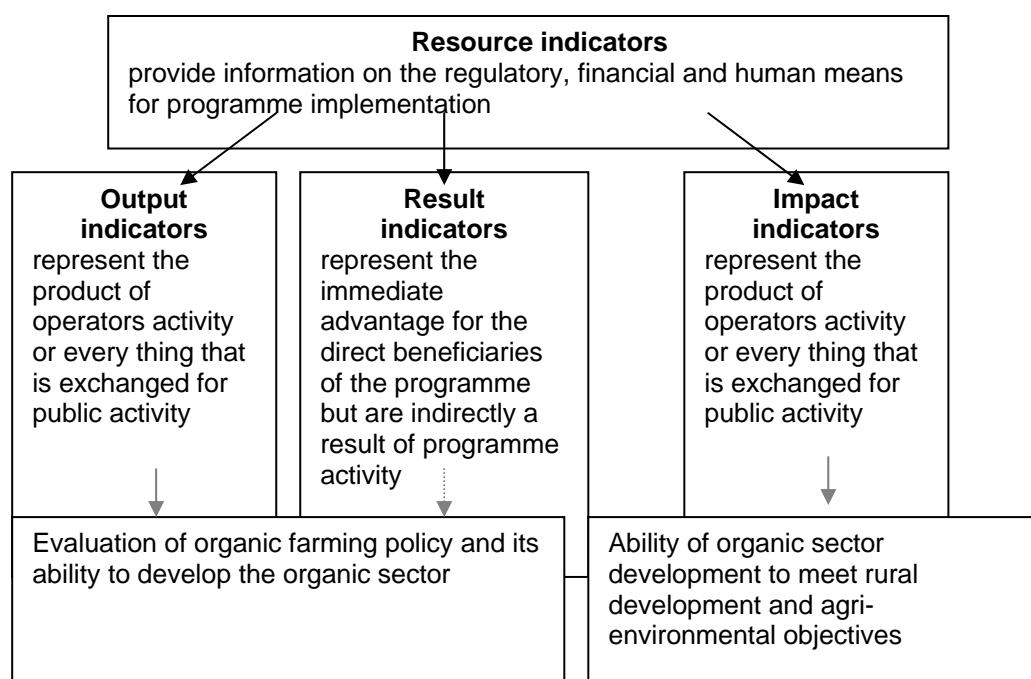 Resource indicators
provide information on the regulatory, financial and human means
for programme implementation
Output
indicators
represent the
product of
operators activity
or every thing that
is exchanged for
public activity
Result
indicators
represent the
immediate
advantage for the
direct beneficiaries
of the programme
but are indirectly a
result of programme
activity
Impact
indicators
represent the
product of
operators activity
or every thing that
is exchanged for
public activity
Evaluation of organic farming policy and its
ability to develop the organic sector
Ability of organic sector
development to meet rural
development and agri-
environmental objectives